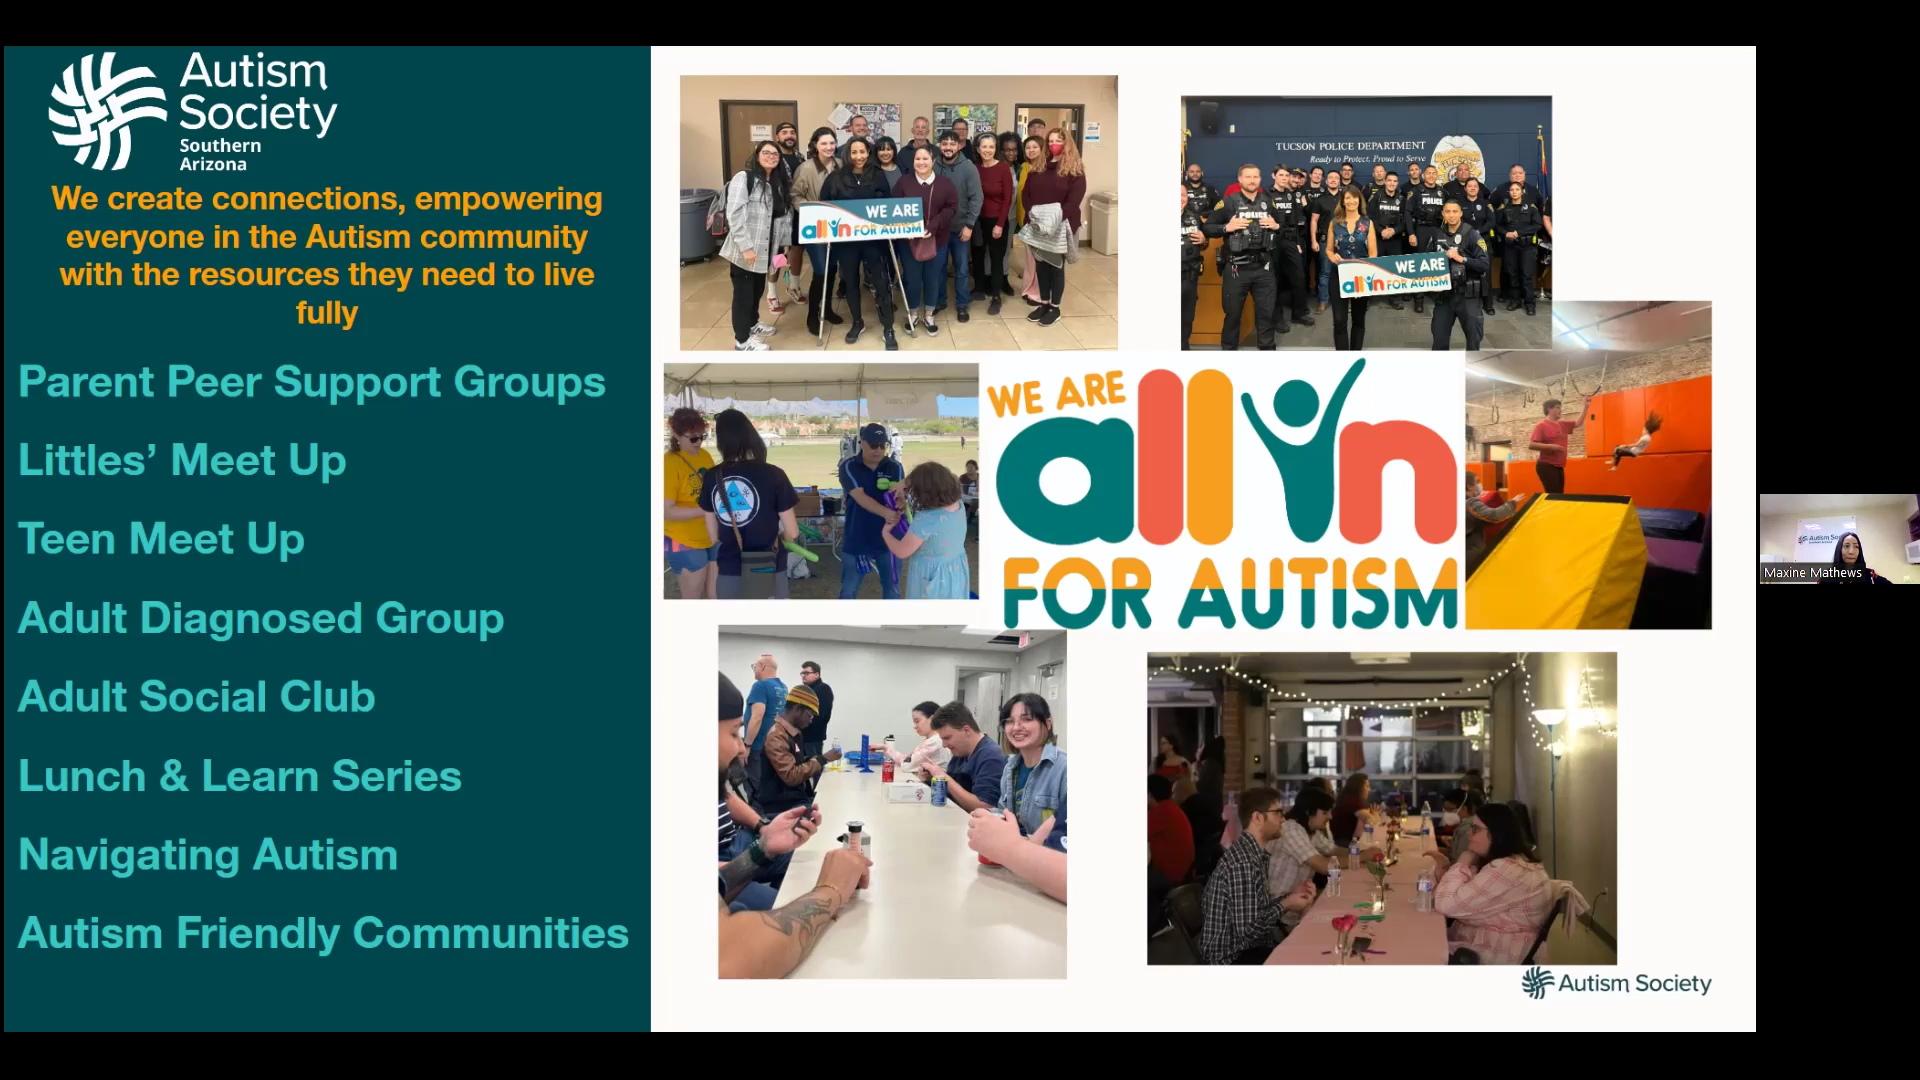 Autism
Society
Southern
Arizona
We create connections, empowering
everyone in the Autism community
with the resources they need to live
fully
Parent Peer Support Groups
Littles’ Meet Up
Teen Meet Up
Adult Diagnosed Group
Adult Social Club
Lunch & Learn Series
Navigating Autism
Autism Friendly Communities
WE ARE
all in FOR AUTISM
TUCSON POLICE DEPARTMENT
Ready to Protect, Proud to Serve
POLICE
POLICE
POLICE
POLICE
WE ARE
all in FOR AUTISM
WE ARE
all in
FOR AUTISM
Autism Society
Maxine Mathews